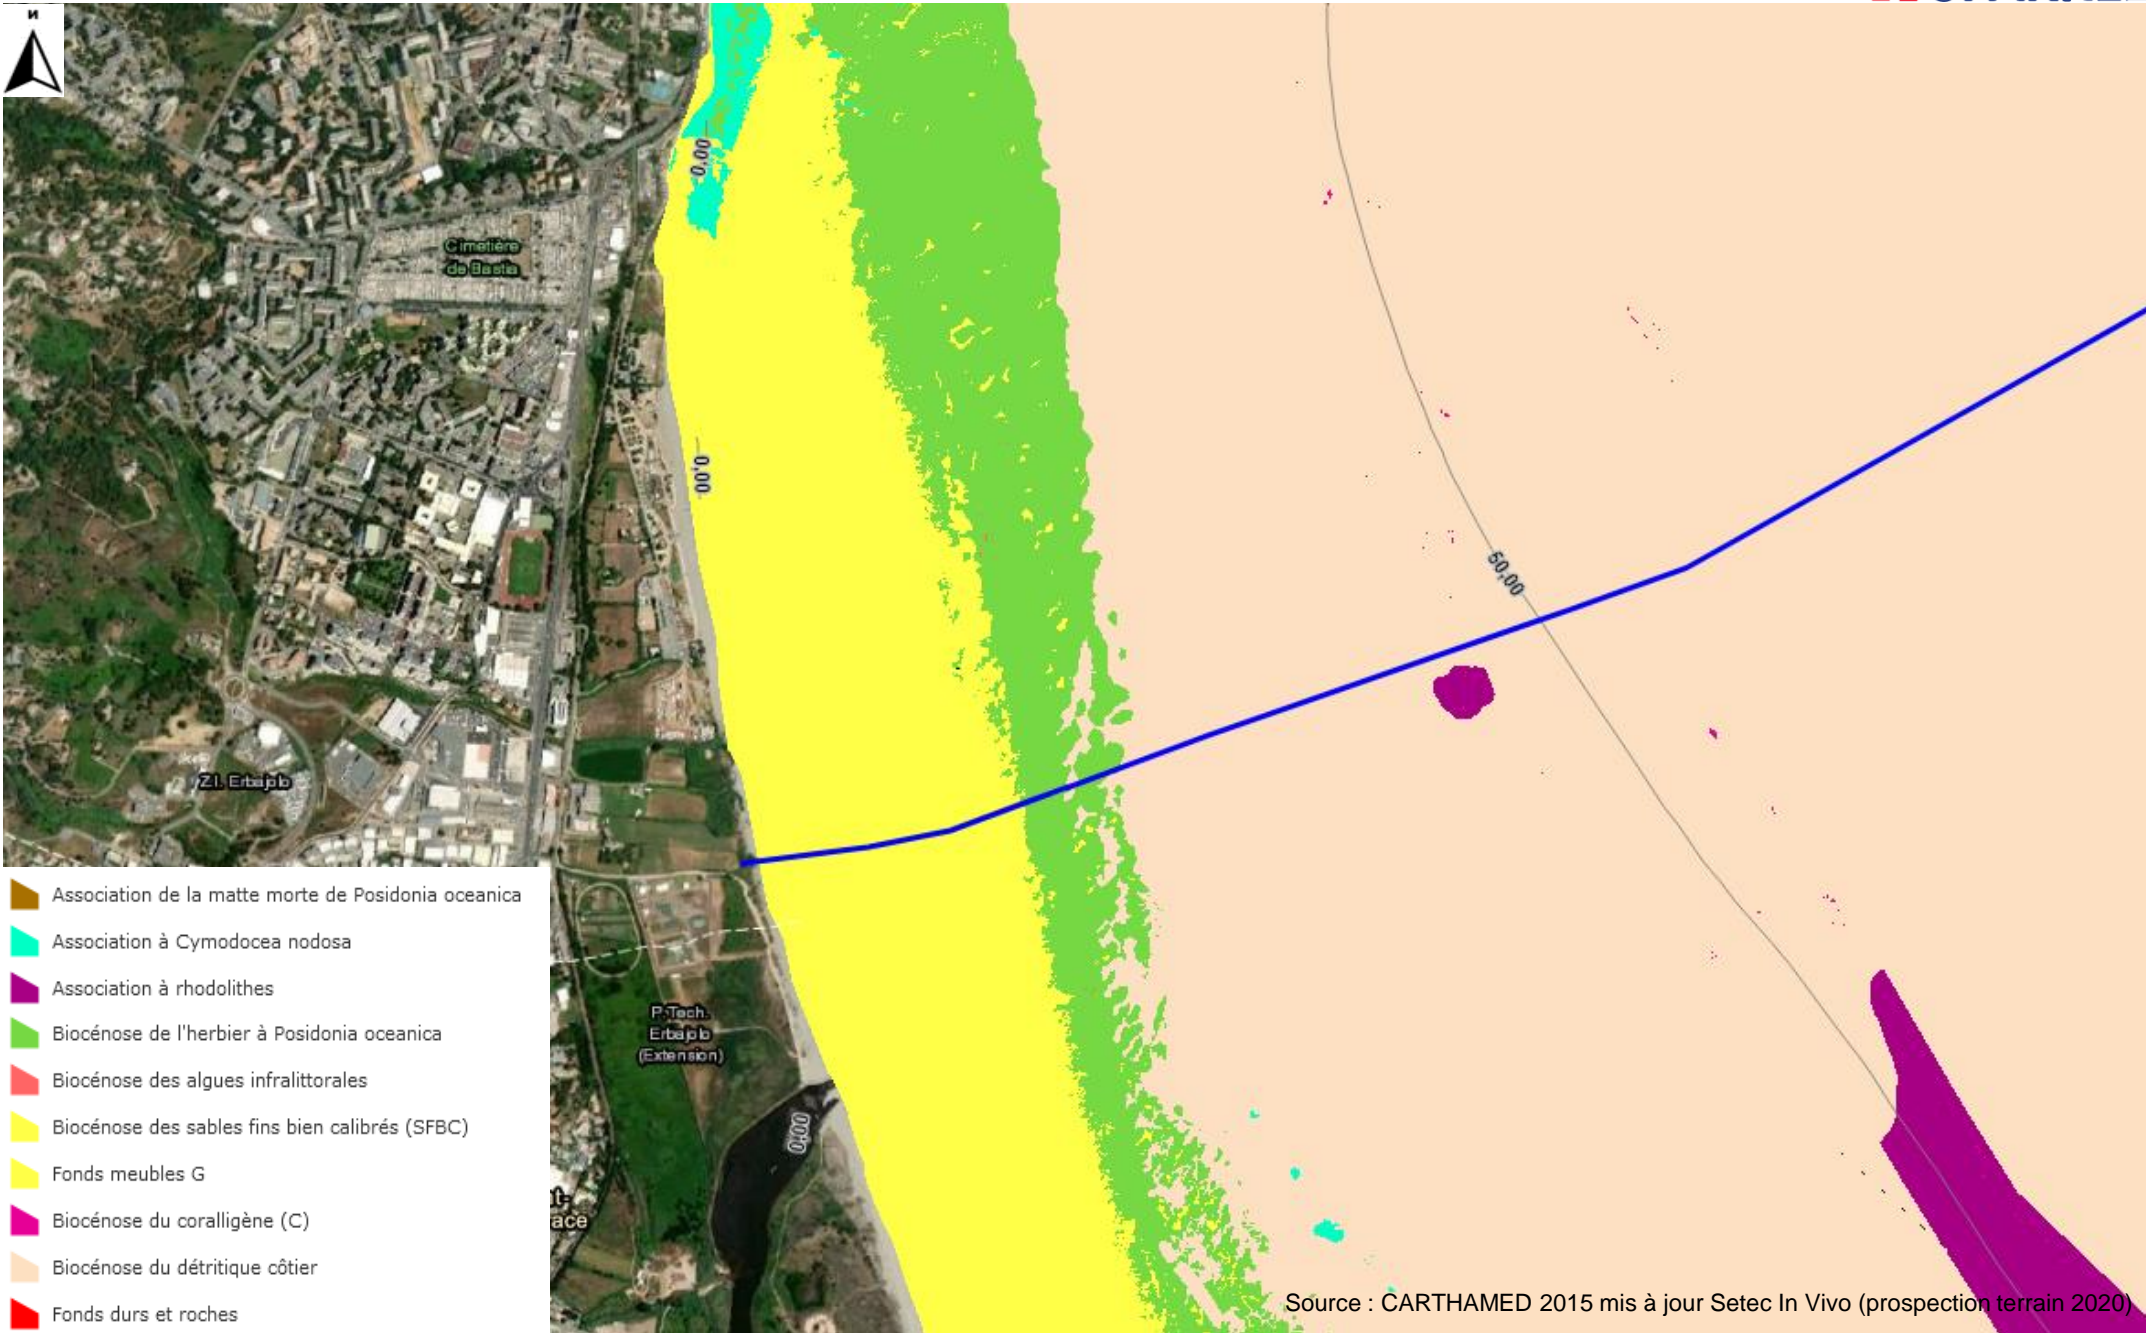 N
0.00
Cimetière
de Bastia
0,00
50,00
Z.I. Erbajolo
Association de la matte morte de Posidonia oceanica
Association à Cymodocea nodosa
Association à rhodolithes
Biocénose de l'herbier à Posidonia oceanica
Biocénose des algues infralittorales
Biocénose des sables fins bien calibrés (SFBC)
Fonds meubles G
Biocénose du coralligène (C)
Biocénose du détritique côtier
Fonds durs et roches
P.Tech.
Erbajolo
(Extension)
0,00
t-
ace
Source : CARTHAMED 2015 mis à jour Setec In Vivo (prospection terrain 2020)